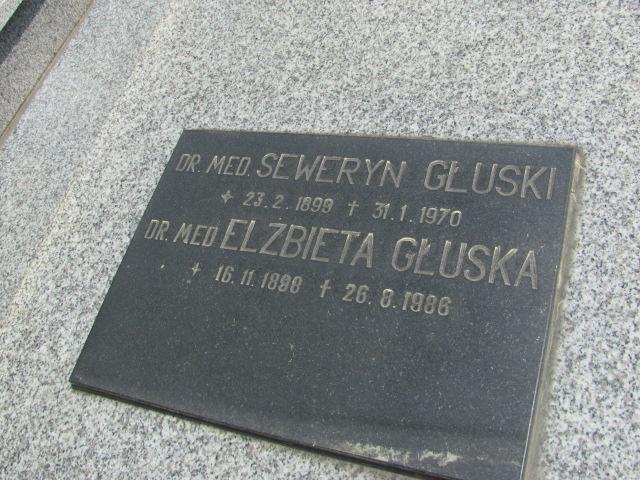 DR. MED. SEWERYN GŁUSKI
✦ 23. 2. 1899 ✝ 31. 1. 1970
DR. MED ELZBIETA GŁUSKA
✦ 16. 11. 1898 ✝ 26. 8. 1986